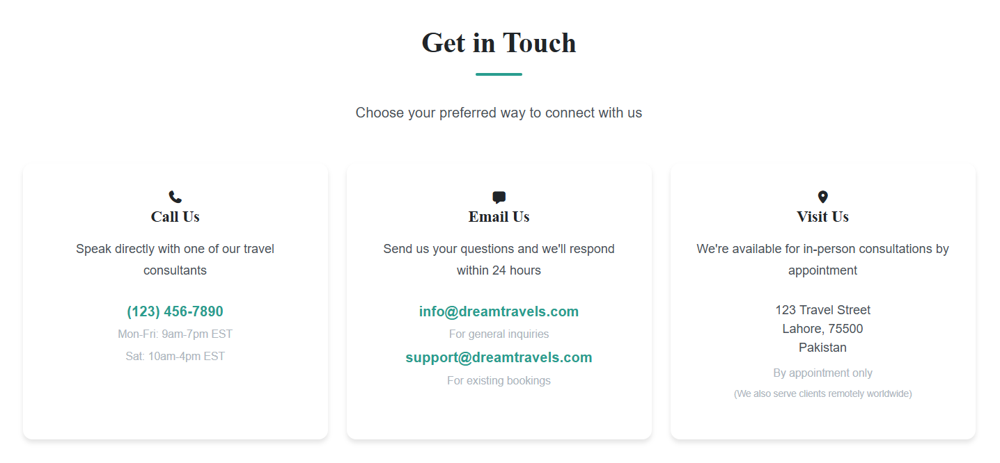 Get in Touch
Choose your preferred way to connect with us
Call Us
Speak directly with one of our travel
consultants
(123) 456-7890
Mon-Fri: 9am-7pm EST
Sat: 10am-4pm EST
Email Us
Send us your questions and we'll respond
within 24 hours
info@dreamtravels.com
For general inquiries
support@dreamtravels.com
For existing bookings
Visit Us
We're available for in-person consultations by
appointment
123 Travel Street
Lahore, 75500
Pakistan
By appointment only
(We also serve clients remotely worldwide)